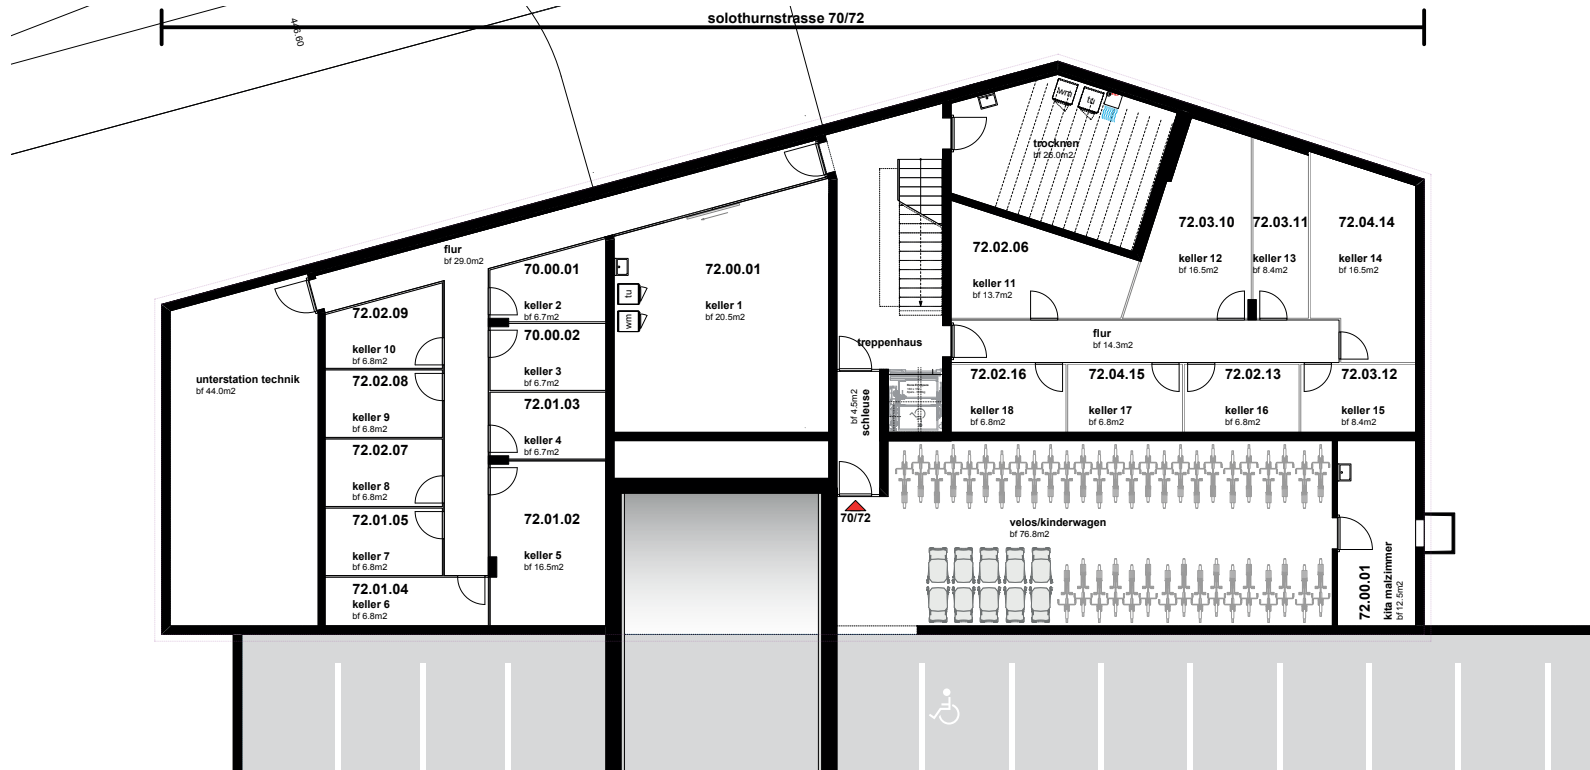 solothurnstrasse 70/72
446.60
wm
tu
trocknen
bf 26.0m2
flur
bf 29.0m2
70.00.01
keller 2
bf 6.7m2
72.00.01
keller 1
bf 20.5m2
tu
wm
72.02.06
keller 11
bf 13.7m2
72.03.10
keller 12
bf 16.5m2
72.03.11
keller 13
bf 8.4m2
72.04.14
keller 14
bf 16.5m2
72.02.09
keller 10
bf 6.8m2
70.00.02
keller 3
bf 6.7m2
treppenhaus
flur
bf 14.3m2
unterstation technik
bf 44.0m2
72.02.08
keller 9
bf 6.8m2
72.01.03
keller 4
bf 6.7m2
schleuse
bf 4.5m2
72.02.16
keller 18
bf 6.8m2
72.04.15
keller 17
bf 6.8m2
72.02.13
keller 16
bf 6.8m2
72.03.12
keller 15
bf 8.4m2
72.02.07
keller 8
bf 6.8m2
72.01.05
keller 7
bf 6.8m2
72.01.02
keller 5
bf 16.5m2
70/72
velos/kinderwagen
bf 76.8m2
72.01.04
keller 6
bf 6.8m2
72.00.01
kita malzimmer
bf 12.5m2